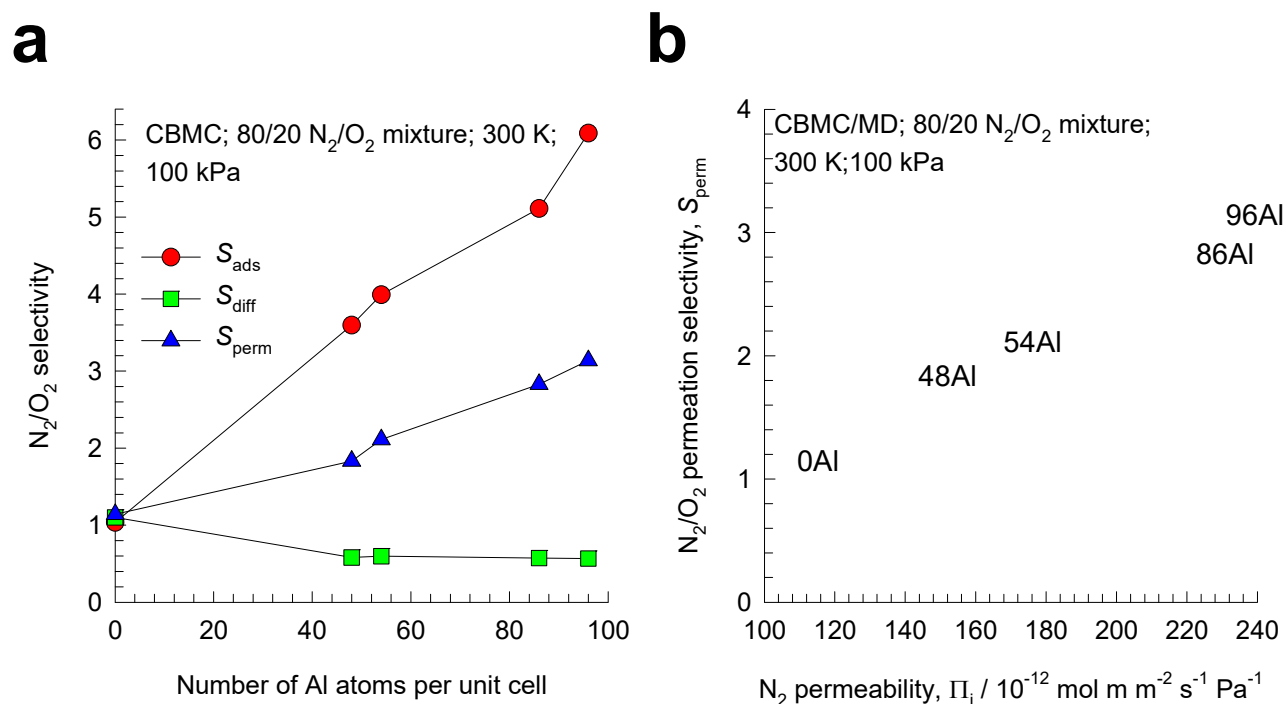 a
CBMC; 80/20 N2/O2 mixture; 300 K;
100 kPa
Sads
Sdiff
Sperm
N2/O2 selectivity
6
5
4
3
2
1
0
0 20 40 60 80 100
Number of Al atoms per unit cell
b
CBMC/MD; 80/20 N2/O2 mixture;
300 K;100 kPa
N2/O2 permeation selectivity, Sperm
4
3
2
1
0
96Al
86Al
54Al
48Al
0Al
100 120 140 160 180 200 220 240
N2 permeability, Πi / 10-12 mol m m-2 s-1 Pa-1